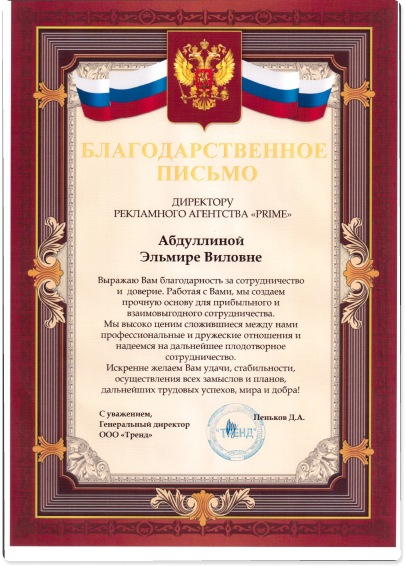 БЛАГОДАРСТВЕННОЕ
ПИСЬМО
ДИРЕКТОРУ
РЕКЛАМНОГО АГЕНТСТВА «PRIME»
Абдуллиной
Эльмире Виловне
Выражаю Вам благодарность за сотрудничество
и доверие. Работая с Вами, мы создаем
прочную основу для прибыльного и
взаимовыгодного сотрудничества.
Мы высоко ценим сложившиеся между нами
профессиональные и дружеские отношения и
надеемся на дальнейшее плодотворное
сотрудничество.
Искренне желаем Вам удачи, стабильности,
осуществления всех замыслов и планов,
дальнейших трудовых успехов, мира и добра!
С уважением,
Генеральный директор
ООО «Тренд»
Пеньков Д.А.
"ТРЕНД"